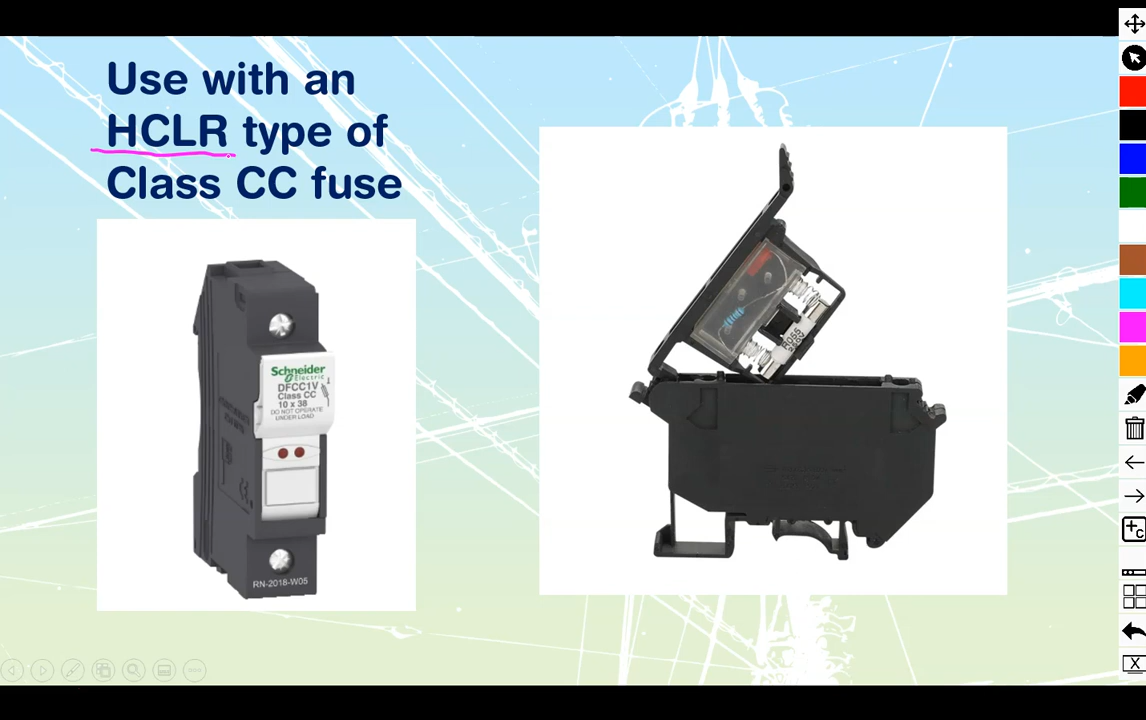 Use with an
HCLR type of
Class CC fuse
Schneider
Electric
DFCC1V
Class CC
10 x 38
DO NOT OPERATE
UNDER LOAD
RN-2018-W05